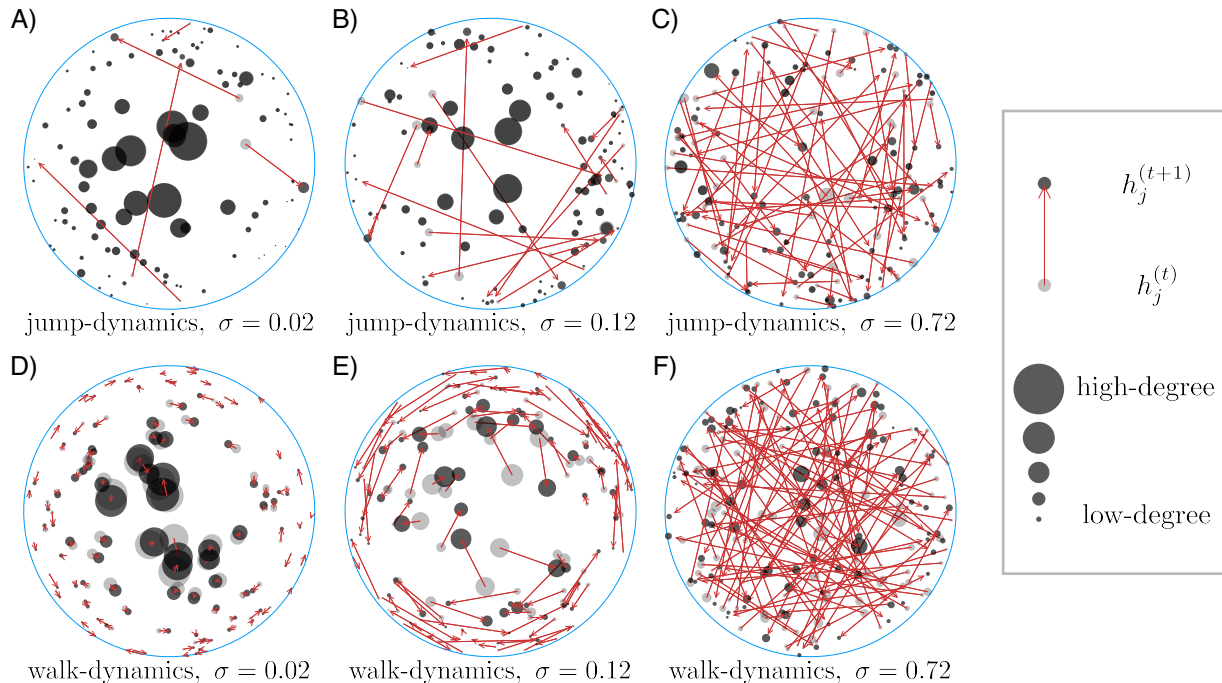 A) B) C)
jump-dynamics, σ = 0.02 jump-dynamics, σ = 0.12 jump-dynamics, σ = 0.72
D) E) F)
walk-dynamics, σ = 0.02 walk-dynamics, σ = 0.12 walk-dynamics, σ = 0.72
h_j^{(t+1)}
h_j^{(t)}
high-degree
low-degree